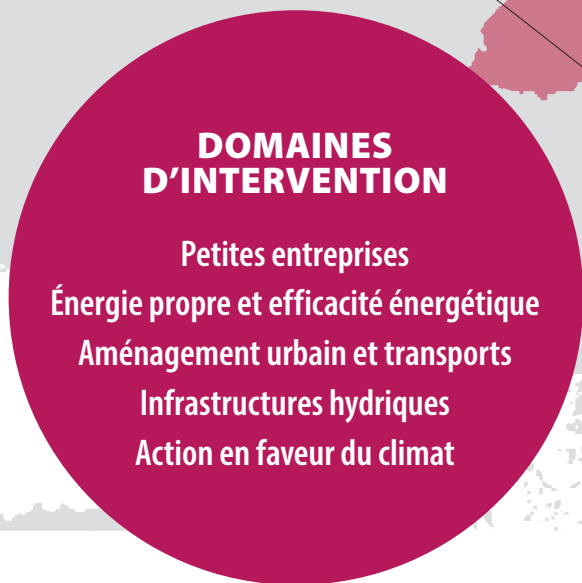 DOMAINES
D’INTERVENTION
Petites entreprises
Énergie propre et efficacité énergétique
Aménagement urbain et transports
Infrastructures hydriques
Action en faveur du climat